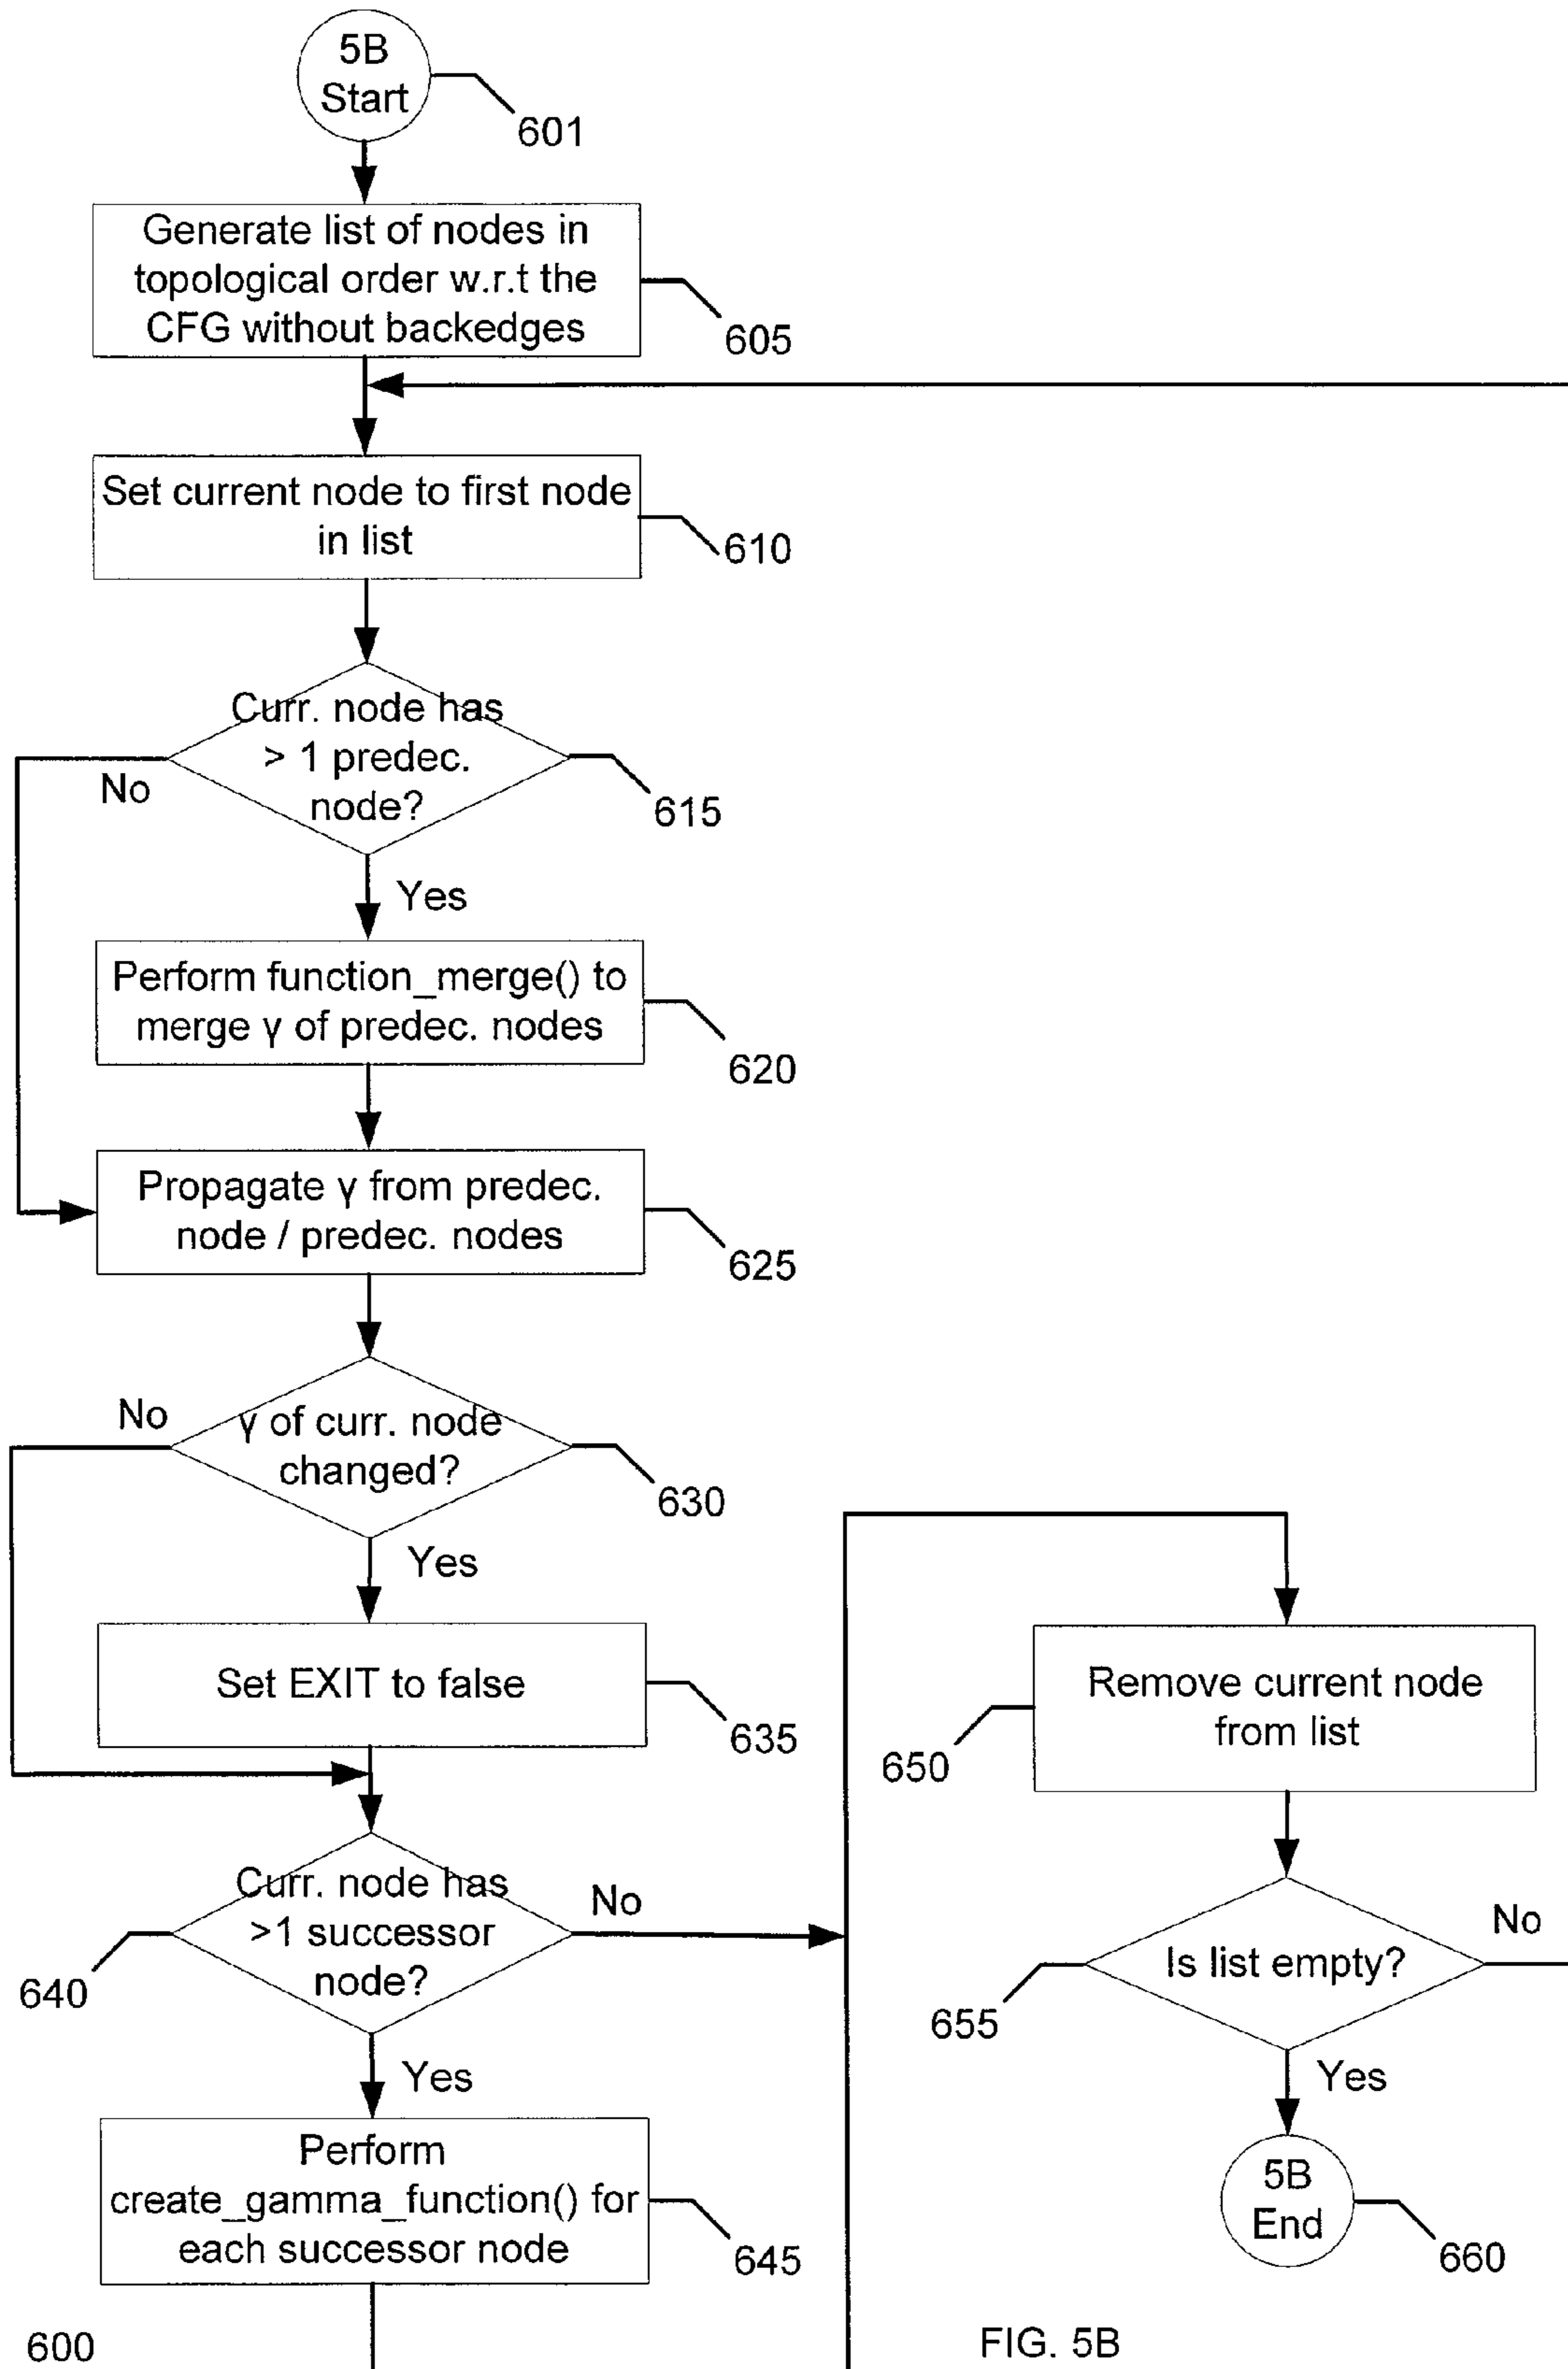 5B
Start
601
Generate list of nodes in
topological order w.r.t the
CFG without backedges
605
Set current node to first node
in list
610
Curr. node has
> 1 predec.
node?
No
615
Yes
Perform function_merge() to
merge γ of predec. nodes
620
Propagate γ from predec.
node / predec. nodes
625
γ of curr. node
changed?
No
630
Yes
Set EXIT to false
635
Curr. node has
>1 successor
node?
No
640
Yes
Perform
create_gamma_function() for
each successor node
645
Remove current node
from list
650
Is list empty?
No
655
Yes
5B
End
660
600
FIG. 5B